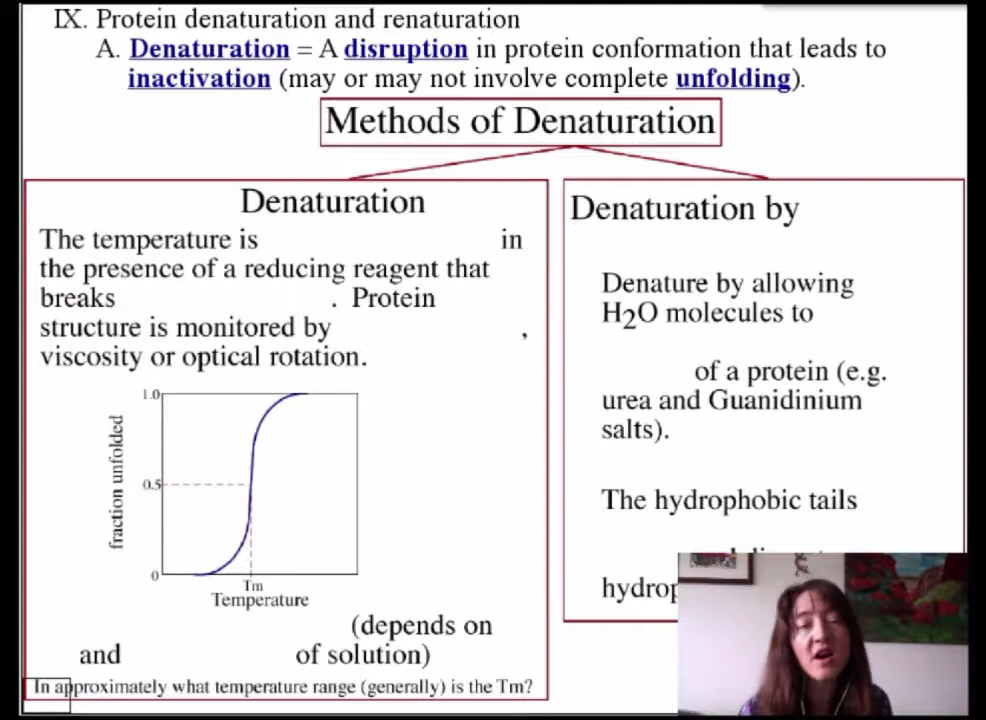 IX. Protein denaturation and renaturation
A. Denaturation = A disruption in protein conformation that leads to
inactivation (may or may not involve complete unfolding).
Methods of Denaturation
Denaturation
The temperature is in
the presence of a reducing reagent that
breaks . Protein
structure is monitored by ,
viscosity or optical rotation.
1.0
fraction unfolded
0.5
0
Tm
Temperature
(depends on
and of solution)
In approximately what temperature range (generally) is the Tm?
Denaturation by
Denature by allowing
H2O molecules to
of a protein (e.g.
urea and Guanidinium
salts).
The hydrophobic tails